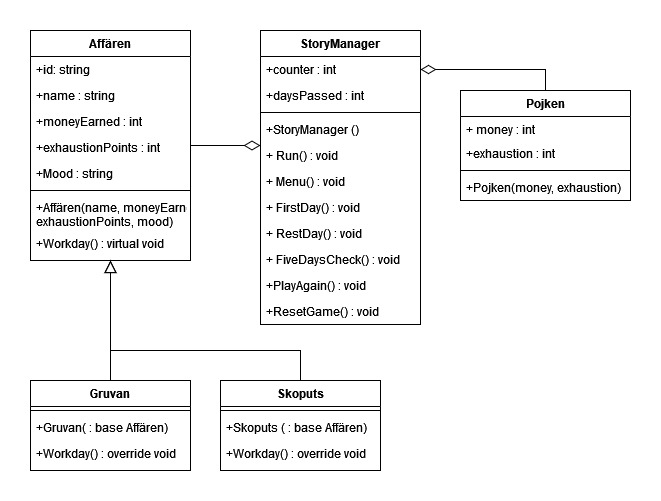 Affären
+id: string
+name : string
+moneyEarned : int
+exhaustionPoints : int
+Mood : string
+Affären(name, moneyEarn
exhaustionPoints, mood)
+Workday() : virtual void
StoryManager
+counter : int
+daysPassed : int
+StoryManager ()
+ Run() : void
+ Menu() : void
+ FirstDay() : void
+ RestDay() : void
+ FiveDaysCheck() : void
+PlayAgain() : void
+ResetGame() : void
Pojken
+ money : int
+exhaustion : int
+Pojken(money, exhaustion)
Gruvan
+Gruvan( : base Affären)
+Workday() : override void
Skoputs
+Skoputs ( : base Affären)
+Workday() : override void